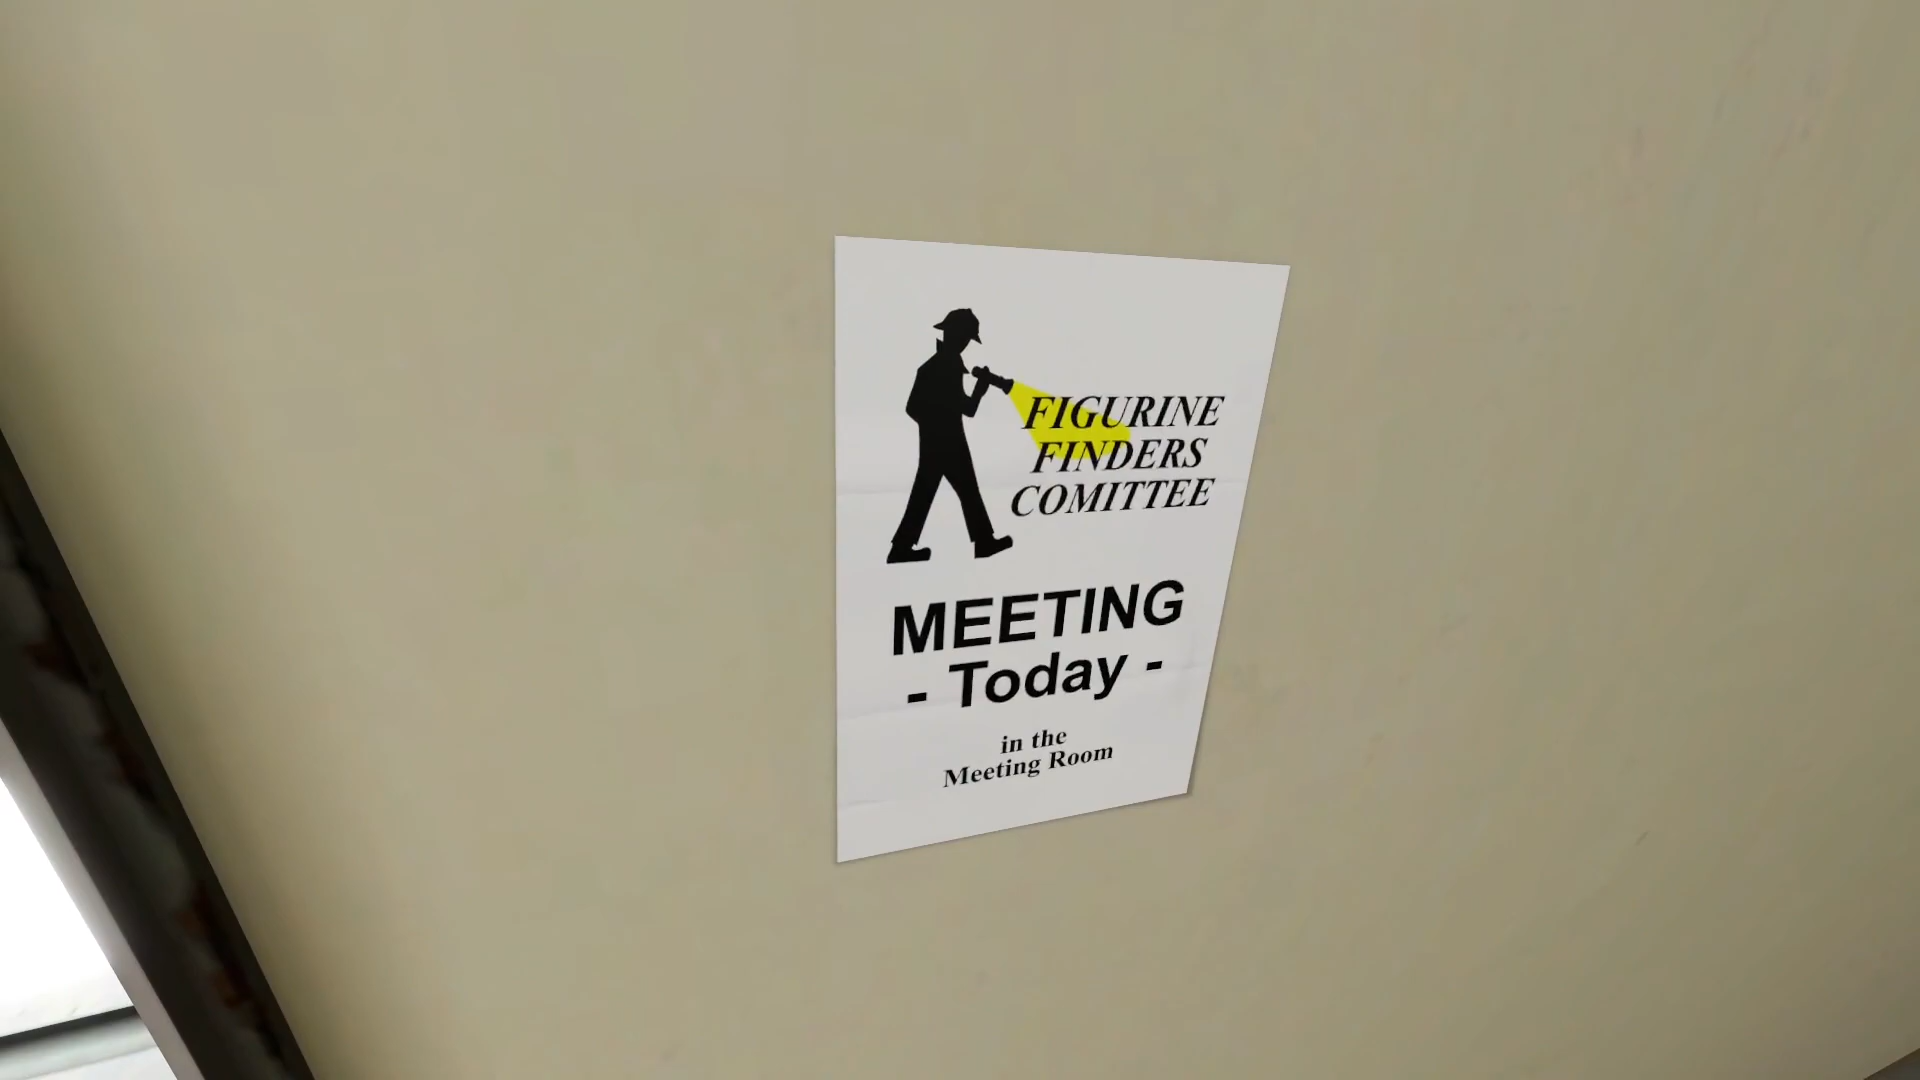 FIGURINE
FINDERS
COMITTEE
MEETING
- Today -
in the
Meeting Room